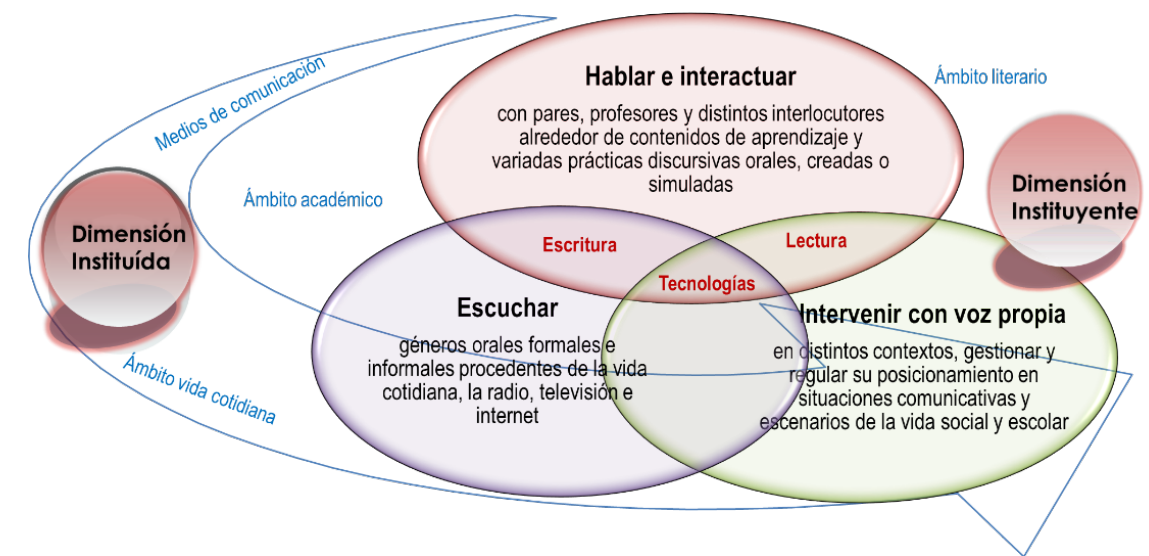 Medios de comunicación
Hablar e interactuar
con pares, profesores y distintos interlocutores
alrededor de contenidos de aprendizaje y
variadas prácticas discursivas orales, creadas o
simuladas
Ámbito literario
Ámbito académico
Dimensión
Instituída
Dimensión
Instituyente
Escritura
Lectura
Tecnologías
Escuchar
géneros orales formales e
informales procedentes de la vida
cotidiana, la radio, televisión e
internet
Intervenir con voz propia
en distintos contextos, gestionar y
regular su posicionamiento en
situaciones comunicativas y
escenarios de la vida social y escolar
Ámbito vida cotidiana